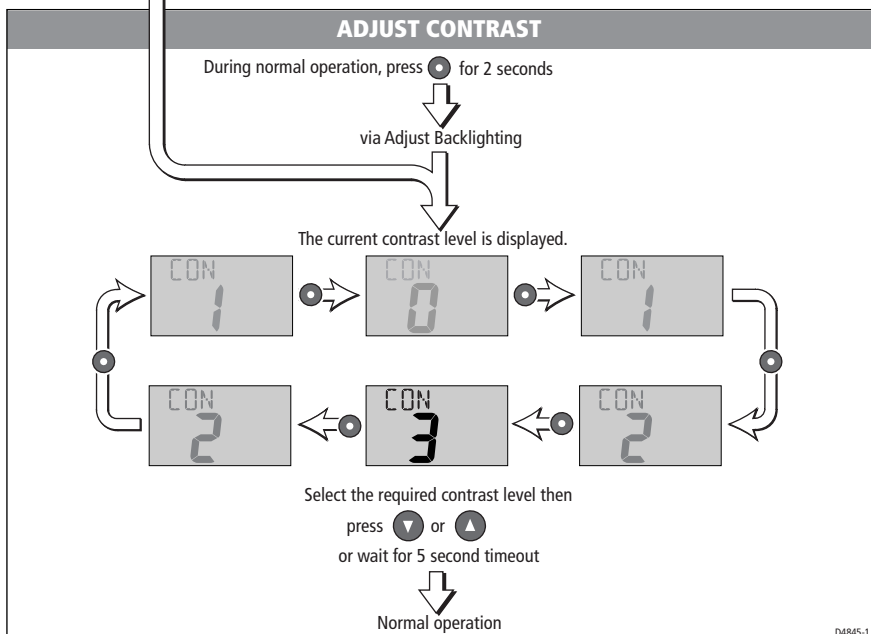 ADJUST CONTRAST
During normal operation, press for 2 seconds
via Adjust Backlighting
The current contrast level is displayed.
CON
1
CON
0
CON
1
CON
2
CON
3
CON
2
Select the required contrast level then
press or
or wait for 5 second timeout
Normal operation
D4845-1